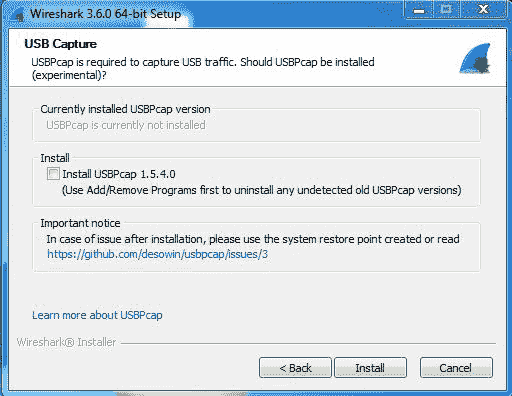 Wireshark 3.6.0 64-bit Setup
USB Capture
USBPcap is required to capture USB traffic. Should USBPcap be installed
(experimental)?
Currently installed USBPcap version
USBPcap is currently not installed
Install
Install USBPcap 1.5.4.0
(Use Add/Remove Programs first to uninstall any undetected old USBPcap versions)
Important notice
In case of issue after installation, please use the system restore point created or read
https://github.com/desowin/usbpcap/issues/3
Learn more about USBPcap
Wireshark® Installer
< Back
Install
Cancel